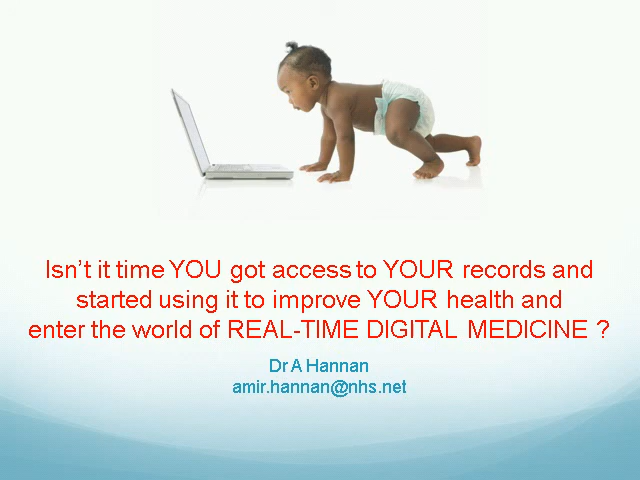 Isn't it time YOU got access to YOUR records and
started using it to improve YOUR health and
enter the world of REAL-TIME DIGITAL MEDICINE ?
Dr A Hannan
amir.hannan@nhs.net